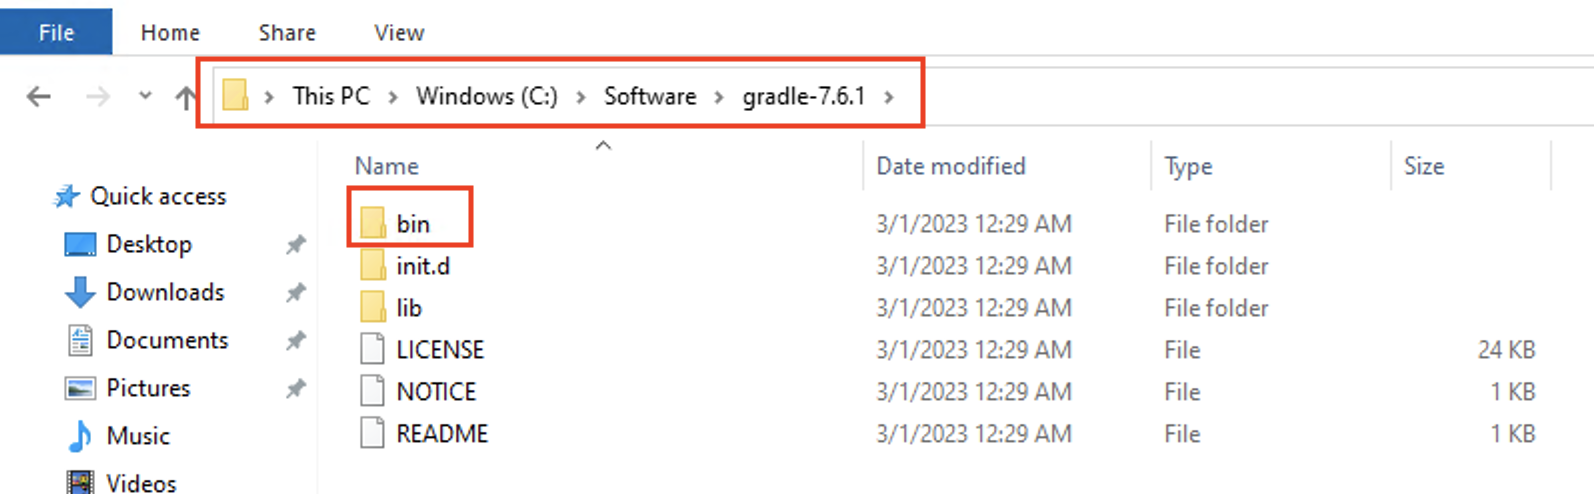 File Home Share View
This PC > Windows (C:) > Software > gradle-7.6.1 >
Name Date modified Type Size
Quick access
Desktop
Downloads
Documents
Pictures
Music
Videos
bin 3/1/2023 12:29 AM File folder
init.d 3/1/2023 12:29 AM File folder
lib 3/1/2023 12:29 AM File folder
LICENSE 3/1/2023 12:29 AM File 24 KB
NOTICE 3/1/2023 12:29 AM File 1 KB
README 3/1/2023 12:29 AM File 1 KB